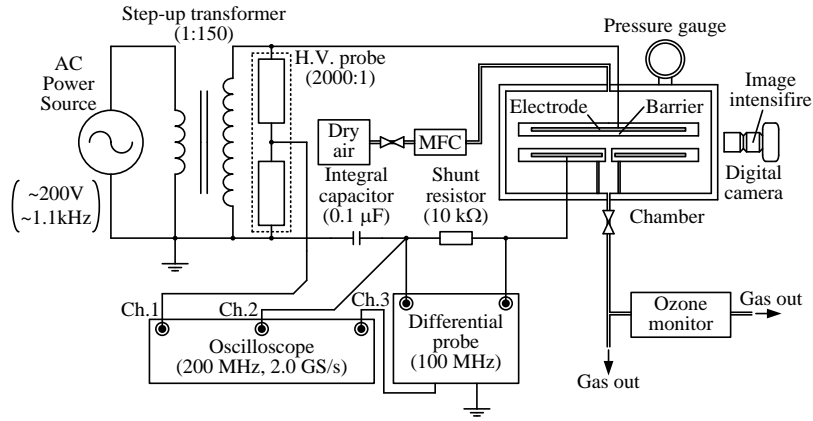 Step-up transformer
(1:150)
H.V. probe
(2000:1)
AC
Power
Source
~200V
~1.1kHz
Dry
air
MFC
Pressure gauge
Electrode
Barrier
Image
intensifire
Digital
camera
Integral
capacitor
(0.1 μF)
Shunt
resistor
(10 kΩ)
Chamber
Ch.1
Ch.2
Ch.3
Oscilloscope
(200 MHz, 2.0 GS/s)
Differential
probe
(100 MHz)
Ozone
monitor
Gas out
Gas out